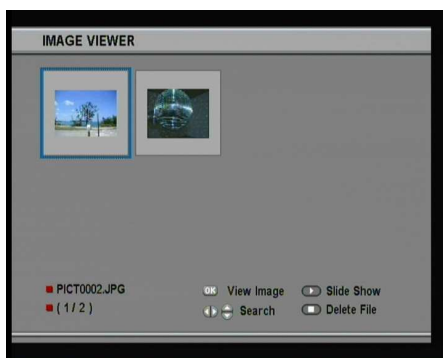 IMAGE VIEWER
PICT0002.JPG
OK View Image Slide Show
( 1 / 2 )
Search Delete File